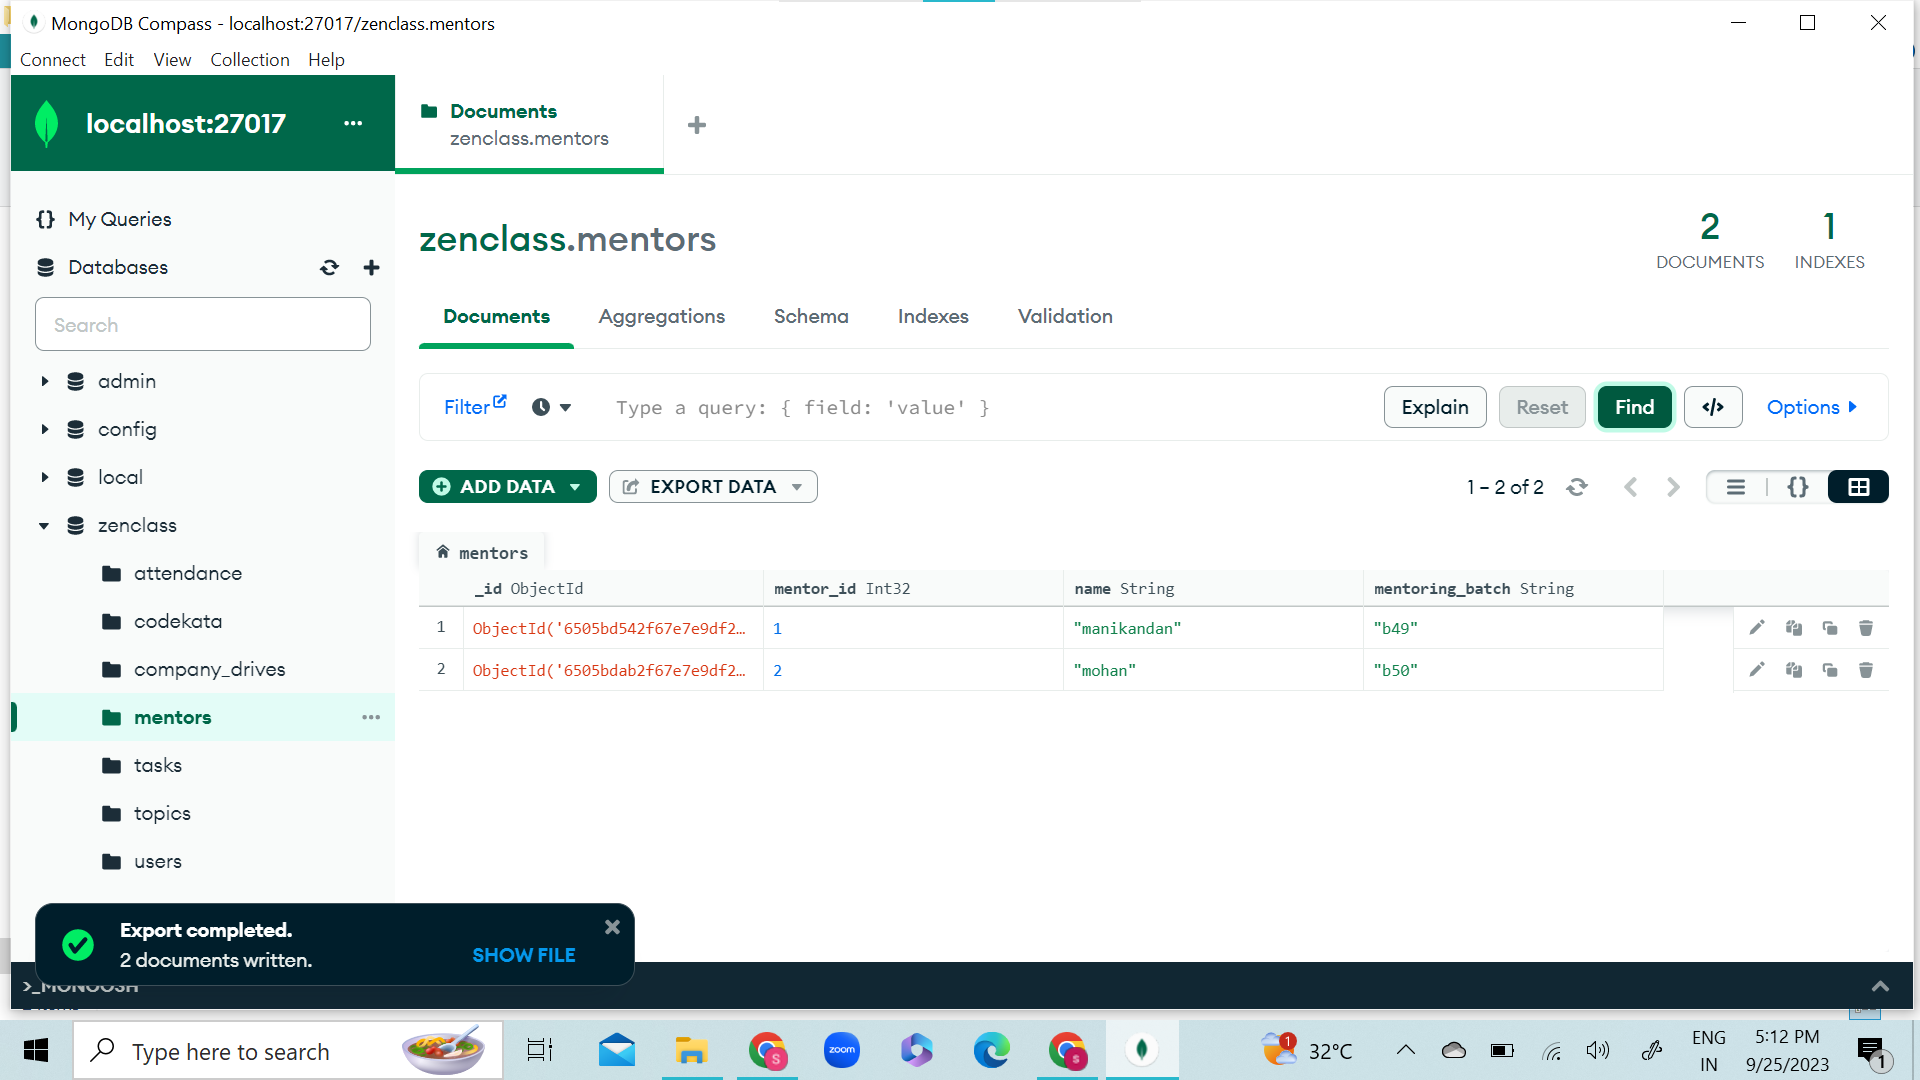 MongoDB Compass - localhost:27017/zenclass.mentors
Connect Edit View Collection Help
localhost:27017
Documents
zenclass.mentors
My Queries
Databases
Search
admin
config
local
zenclass
attendance
codekata
company_drives
mentors
tasks
topics
users
zenclass.mentors
2
DOCUMENTS
1
INDEXES
Documents Aggregations Schema Indexes Validation
Filter Type a query: { field: 'value' } Explain Reset Find </> Options
ADD DATA EXPORT DATA 1 – 2 of 2 {}
mentors
_id ObjectId mentor_id Int32 name String mentoring_batch String
1 ObjectId('6505bd542f67e7e9df2… 1 "manikandan" "b49"
2 ObjectId('6505bdab2f67e7e9df2… 2 "mohan" "b50"
Export completed.
2 documents written.
SHOW FILE
>_MONGOSH
Type here to search
zoom
S
S
1
32°C
ENG
IN
5:12 PM
9/25/2023
1